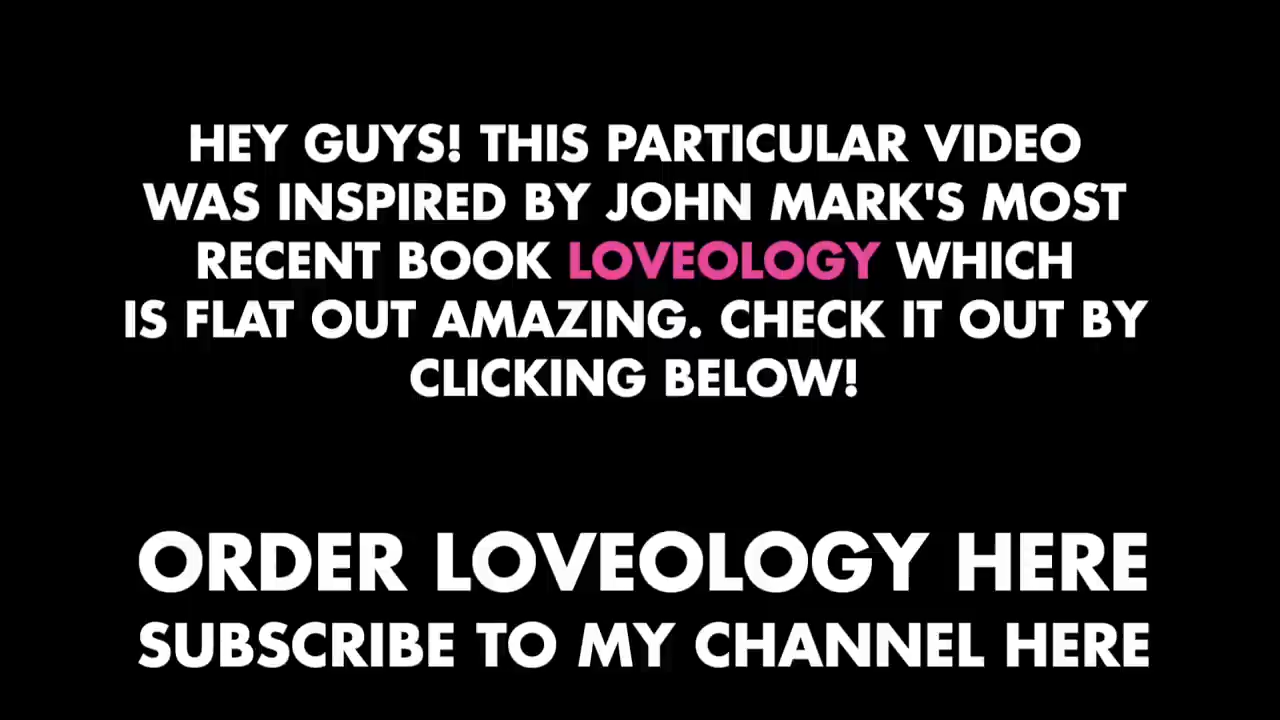 HEY GUYS! THIS PARTICULAR VIDEO
WAS INSPIRED BY JOHN MARK'S MOST
RECENT BOOK LOVEOLOGY WHICH
IS FLAT OUT AMAZING. CHECK IT OUT BY
CLICKING BELOW!
ORDER LOVEOLOGY HERE
SUBSCRIBE TO MY CHANNEL HERE